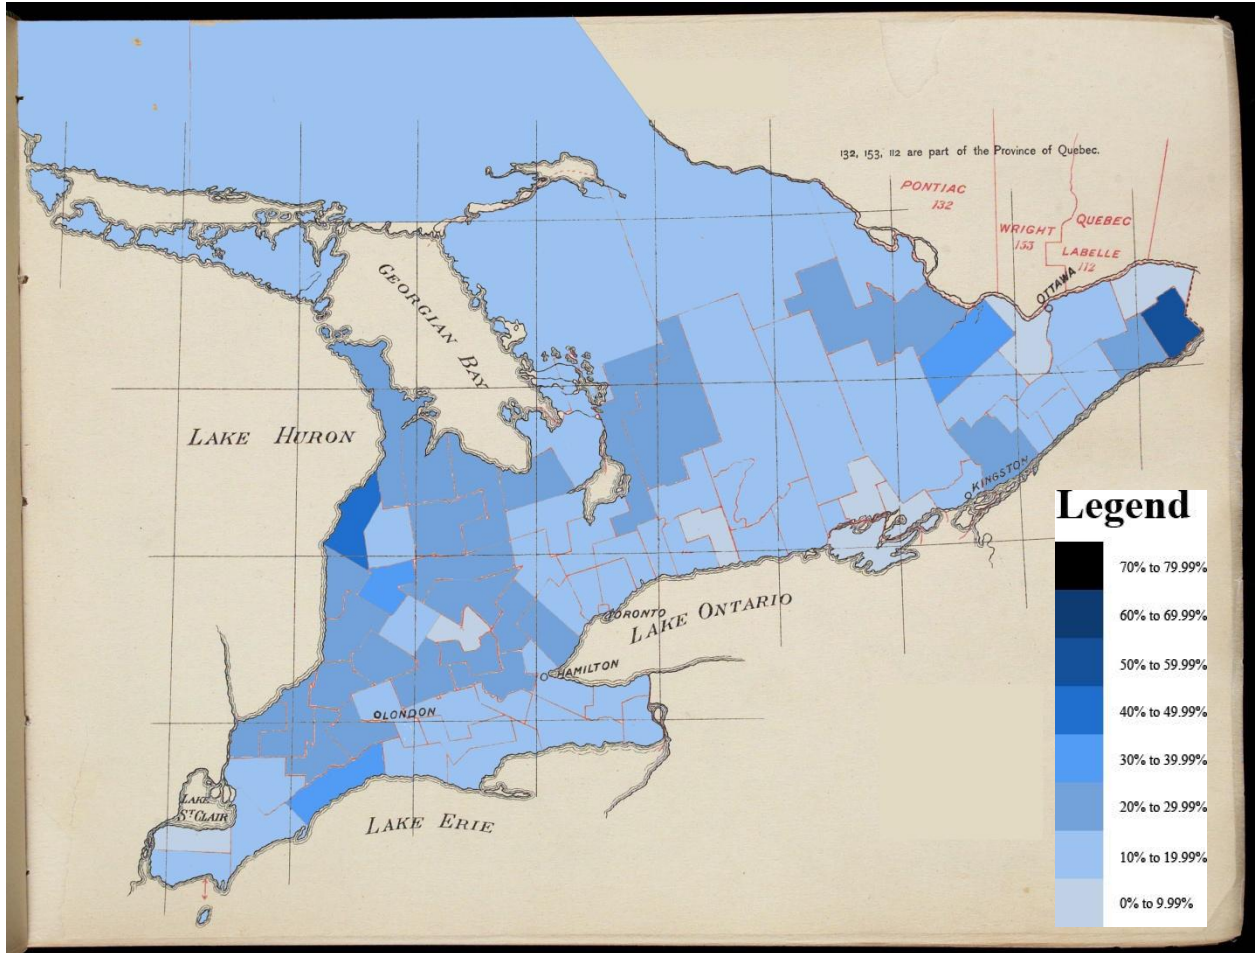 132, 153, 112 are part of the Province of Quebec.
PONTIAC
132
WRIGHT
153
QUEBEC
LABELLE
112
OTTAWA
GEORGIAN BAY
LAKE HURON
KINGSTON
TORONTO
LAKE ONTARIO
HAMILTON
LONDON
LAKE
ST CLAIR
LAKE ERIE
Legend
70% to 79.99%
60% to 69.99%
50% to 59.99%
40% to 49.99%
30% to 39.99%
20% to 29.99%
10% to 19.99%
0% to 9.99%